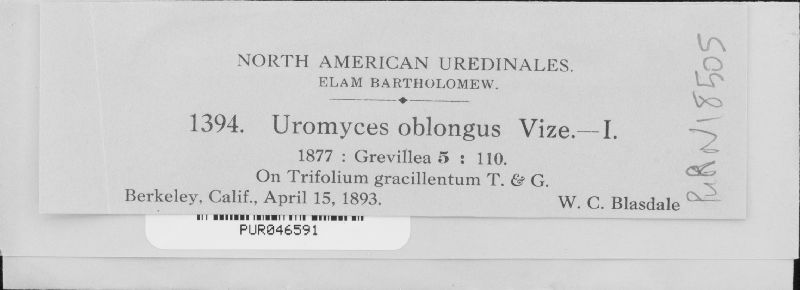 NORTH AMERICAN UREDINALES.
ELAM BARTHOLOMEW.
1394. Uromyces oblongus Vize.—I.
1877 : Grevillea 5 : 110.
On Trifolium gracillentum T. & G.
Berkeley, Calif., April 15, 1893.
W. C. Blasdale
PUR N18505
PUR046591